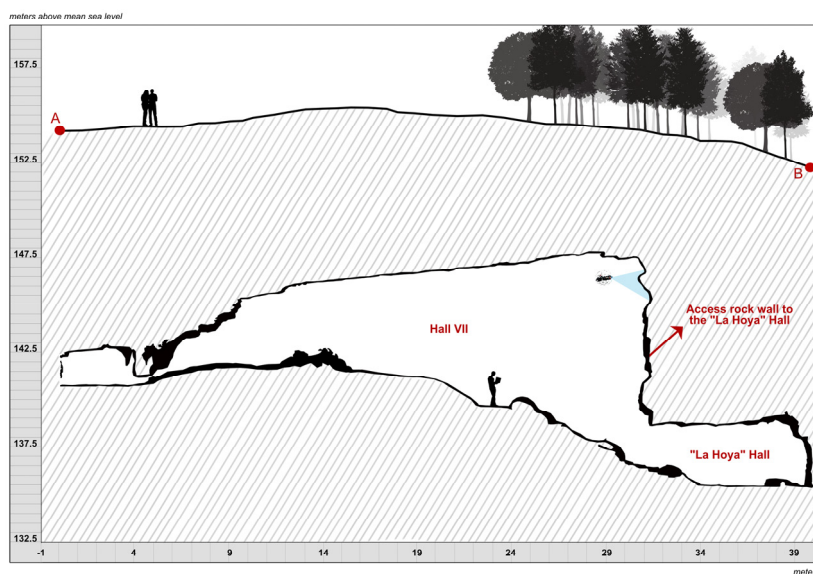 meters above mean sea level
157.5
152.5
147.5
142.5
137.5
132.5
A
B
Hall VII
Access rock wall to
the "La Hoya" Hall
"La Hoya" Hall
-1 4 9 14 19 24 29 34 39